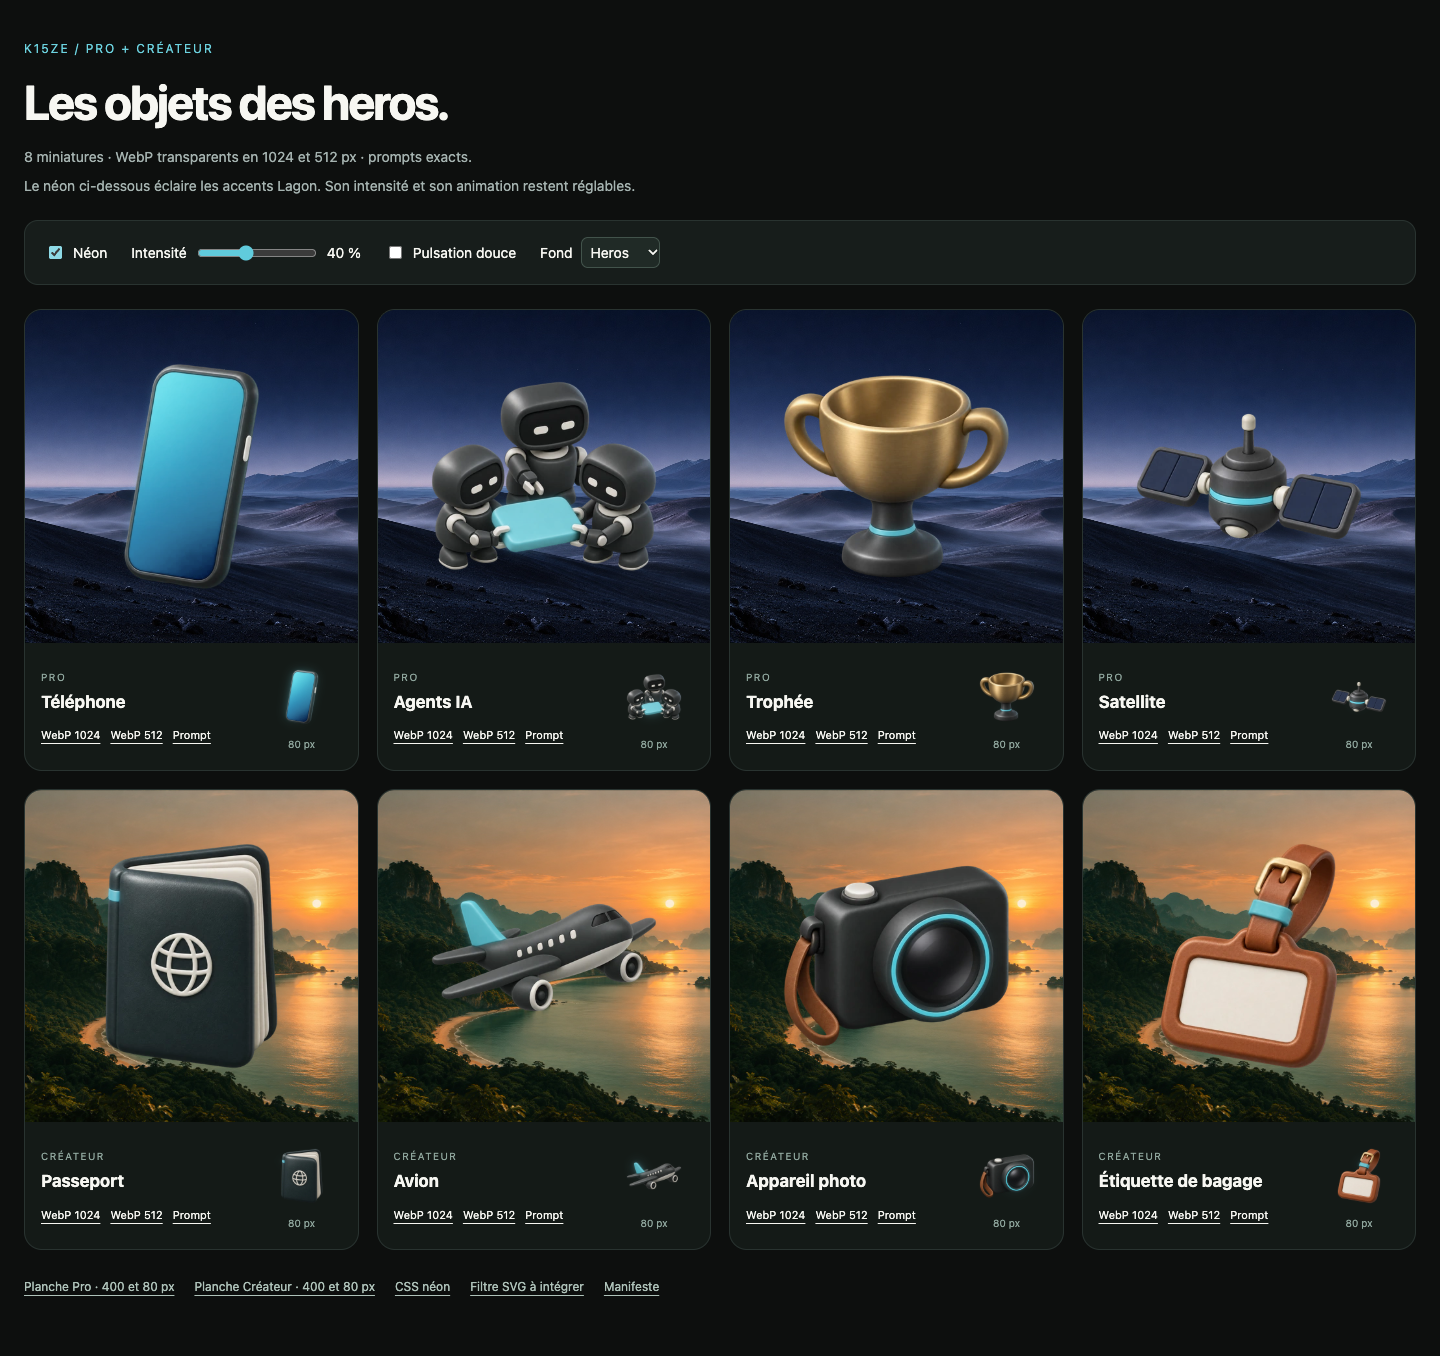 K15ZE / PRO + CRÉATEUR
Les objets des heros.
8 miniatures · WebP transparents en 1024 et 512 px · prompts exacts.
Le néon ci-dessous éclaire les accents Lagon. Son intensité et son animation restent réglables.
Néon Intensité 40 % Pulsation douce Fond Heros
PRO
Téléphone
WebP 1024 WebP 512 Prompt
80 px
PRO
Agents IA
WebP 1024 WebP 512 Prompt
80 px
PRO
Trophée
WebP 1024 WebP 512 Prompt
80 px
PRO
Satellite
WebP 1024 WebP 512 Prompt
80 px
CRÉATEUR
Passeport
WebP 1024 WebP 512 Prompt
80 px
CRÉATEUR
Avion
WebP 1024 WebP 512 Prompt
80 px
CRÉATEUR
Appareil photo
WebP 1024 WebP 512 Prompt
80 px
CRÉATEUR
Étiquette de bagage
WebP 1024 WebP 512 Prompt
80 px
Planche Pro · 400 et 80 px Planche Créateur · 400 et 80 px CSS néon Filtre SVG à intégrer Manifeste